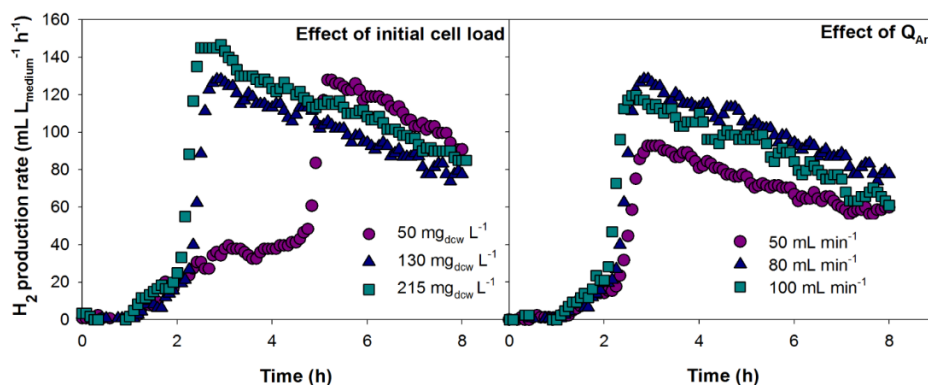 H2 production rate (mL Lmedium-1 h-1)
160
140
120
100
80
60
40
20
0
Effect of initial cell load
50 mgdcw L-1
130 mgdcw L-1
215 mgdcw L-1
0 2 4 6 8
Time (h)
Effect of QAr
50 mL min-1
80 mL min-1
100 mL min-1
0 2 4 6 8
Time (h)